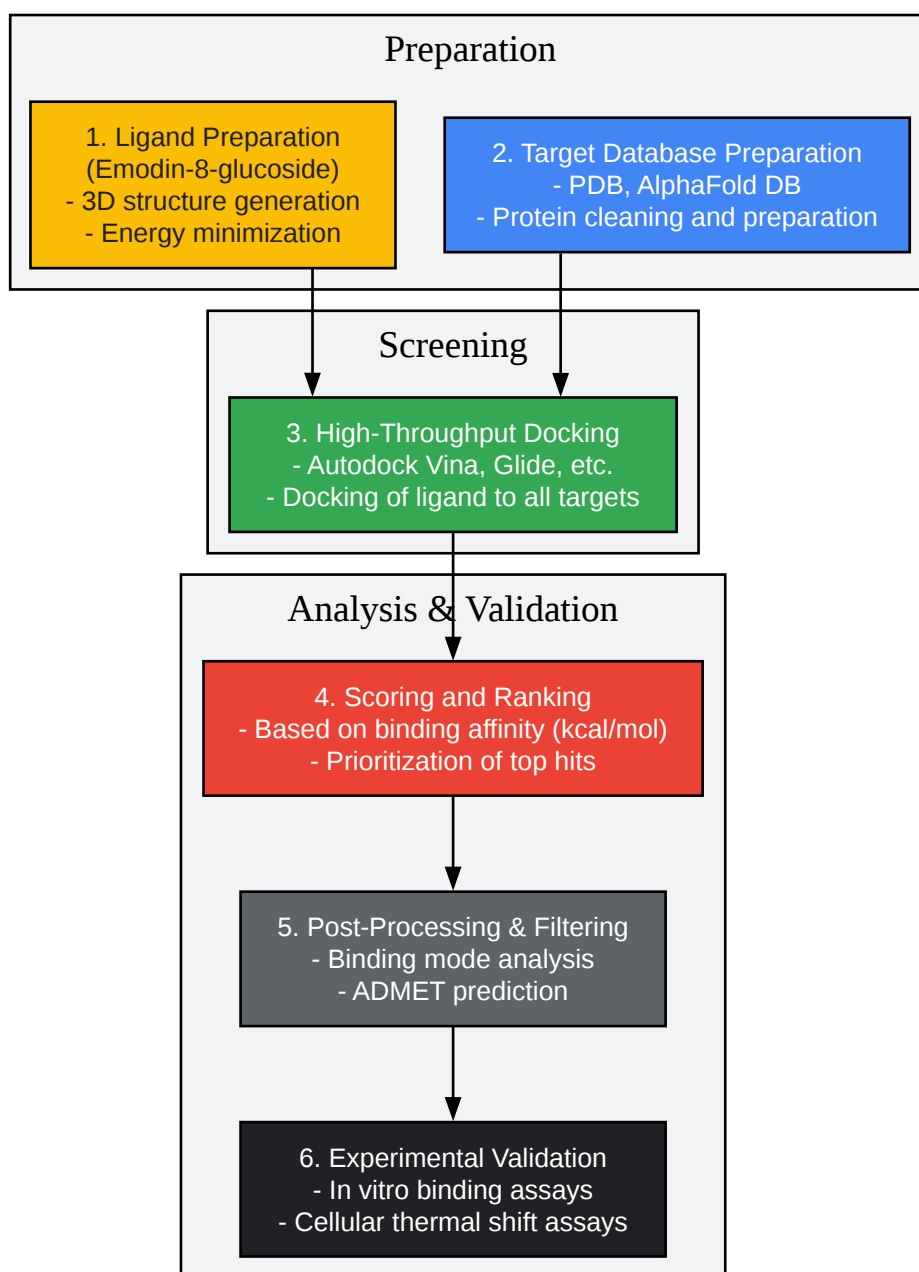 Preparation
1. Ligand Preparation
(Emodin-8-glucoside)
- 3D structure generation
- Energy minimization
2. Target Database Preparation
- PDB, AlphaFold DB
- Protein cleaning and preparation
Screening
3. High-Throughput Docking
- Autodock Vina, Glide, etc.
- Docking of ligand to all targets
Analysis & Validation
4. Scoring and Ranking
- Based on binding affinity (kcal/mol)
- Prioritization of top hits
5. Post-Processing & Filtering
- Binding mode analysis
- ADMET prediction
6. Experimental Validation
- In vitro binding assays
- Cellular thermal shift assays